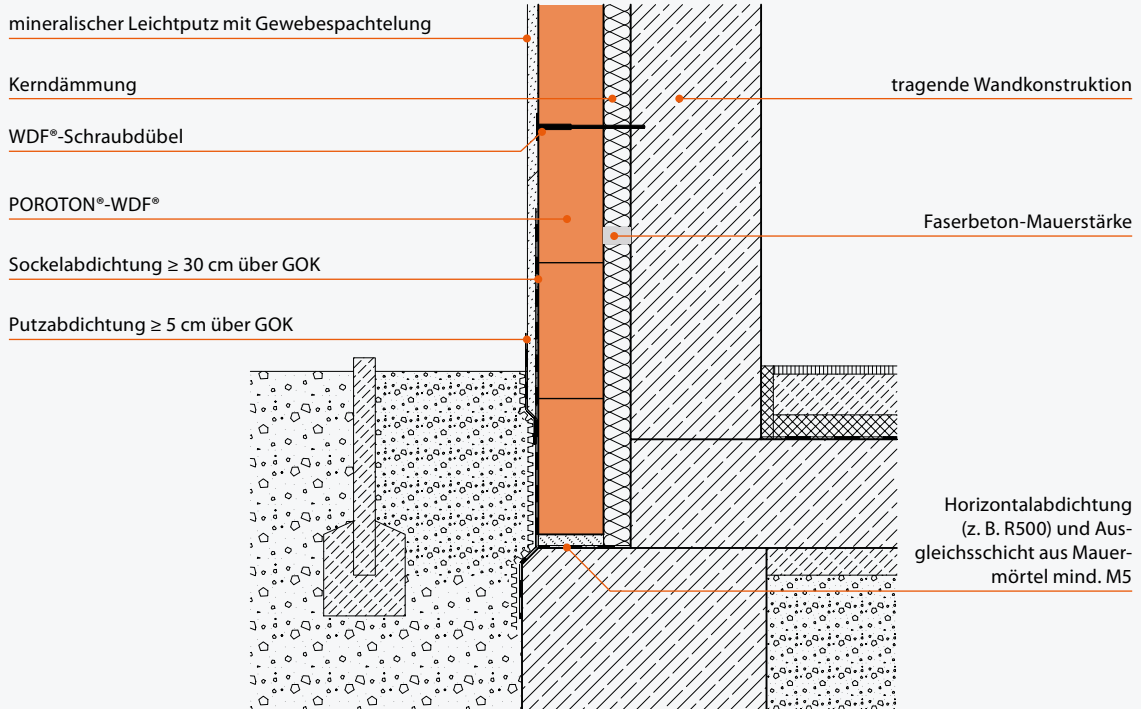 mineralischer Leichtputz mit Gewebespachtelung
Kerndämmung
WDF®-Schraubdübel
POROTON®-WDF®
Sockelabdichtung ≥ 30 cm über GOK
Putzabdichtung ≥ 5 cm über GOK
tragende Wandkonstruktion
Faserbeton-Mauerstärke
Horizontalabdichtung
(z. B. R500) und Aus-
gleichsschicht aus Mauer-
mörtel mind. M5